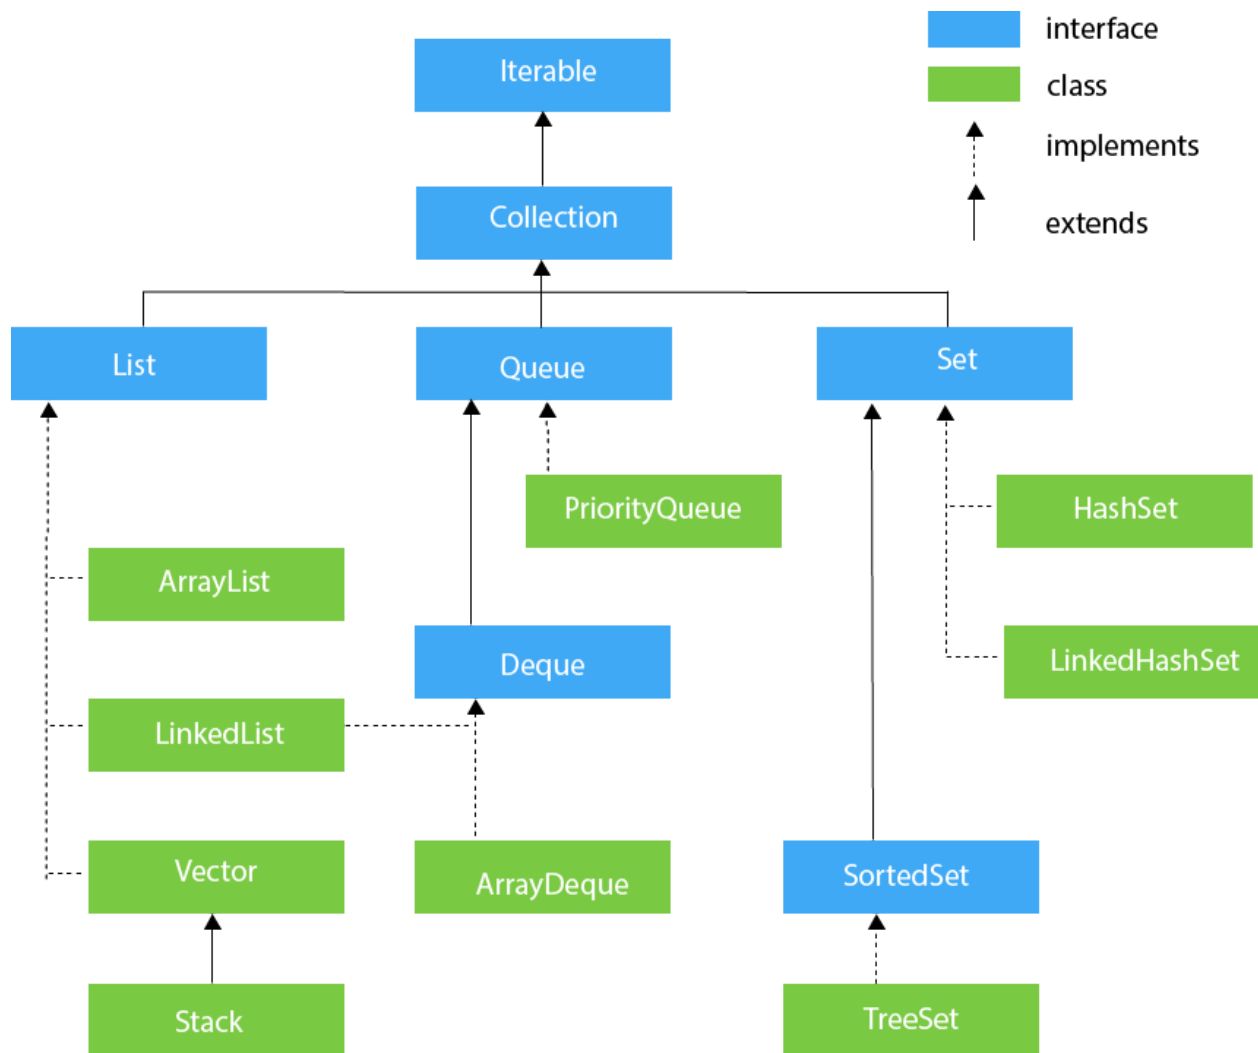 interface
Iterable
class
implements
Collection
extends
List
Queue
Set
PriorityQueue
HashSet
ArrayList
Deque
LinkedHashSet
LinkedList
Vector
ArrayDeque
SortedSet
Stack
TreeSet